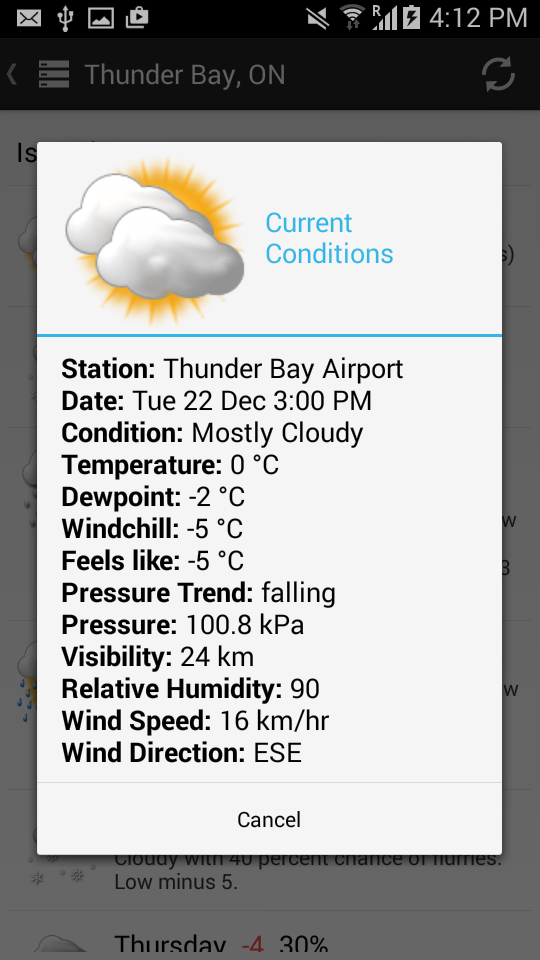 R 4:12 PM
Thunder Bay, ON
Current
Conditions
s)
Station: Thunder Bay Airport
Date: Tue 22 Dec 3:00 PM
Condition: Mostly Cloudy
Temperature: 0 °C
Dewpoint: -2 °C
Windchill: -5 °C
w
Feels like: -5 °C
3
Pressure Trend: falling
Pressure: 100.8 kPa
Visibility: 24 km
Relative Humidity: 90
w
Wind Speed: 16 km/hr
Wind Direction: ESE
Cancel
Cloudy with 40 percent chance of flurries.
Low minus 5.
Thursday -4 30%